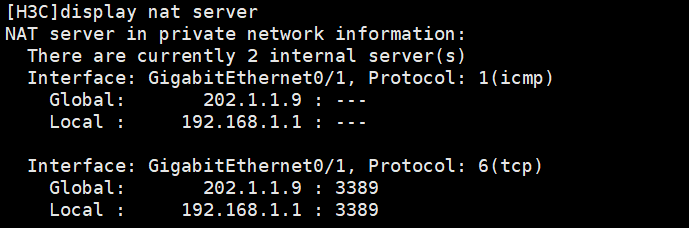 [H3C]display nat server
NAT server in private network information:
  There are currently 2 internal server(s)
  Interface: GigabitEthernet0/1, Protocol: 1(icmp)
    Global:       202.1.1.9 : ---
    Local :     192.168.1.1 : ---

  Interface: GigabitEthernet0/1, Protocol: 6(tcp)
    Global:       202.1.1.9 : 3389
    Local :     192.168.1.1 : 3389